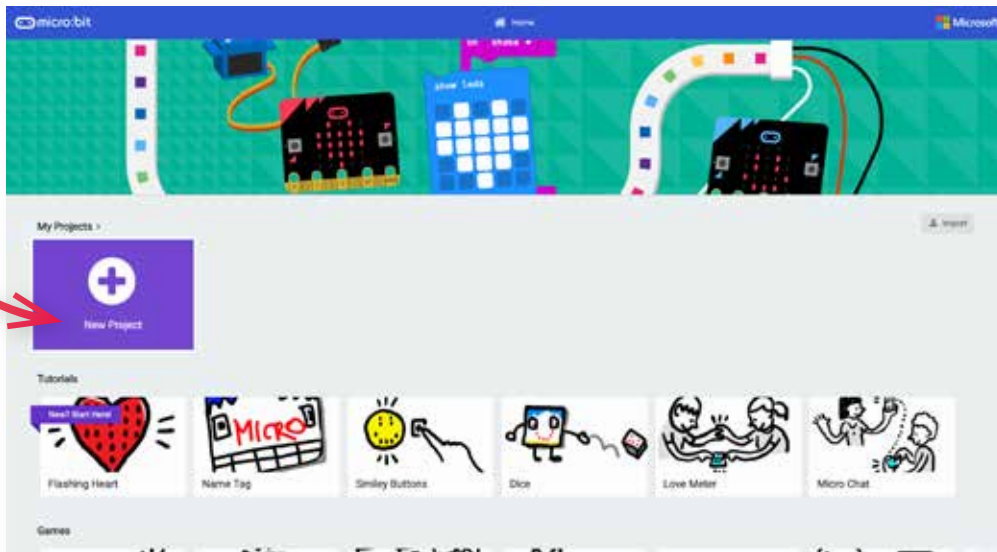 micro:bit
Home
Microsoft
on shake
show leds
My Projects >
Import
New Project
Tutorials
New? Start Here!
MICRO
Flashing Heart
Name Tag
Smiley Buttons
Dice
Love Meter
Micro Chat
Games